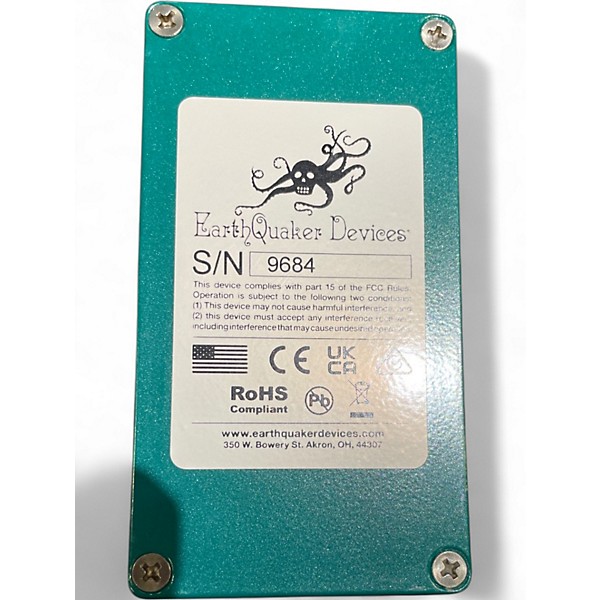 EarthQuaker Devices
S/N 9684
This device complies with part 15 of the FCC Rules
Operation is subject to the following two conditions
(1) This device may not cause harmful interference, and
(2) this device must accept any interference
including interference that may cause undesired
CE UK
CA
RoHS
Compliant
Pb
www.earthquakerdevices.com
350 W. Bowery St. Akron, OH, 44307